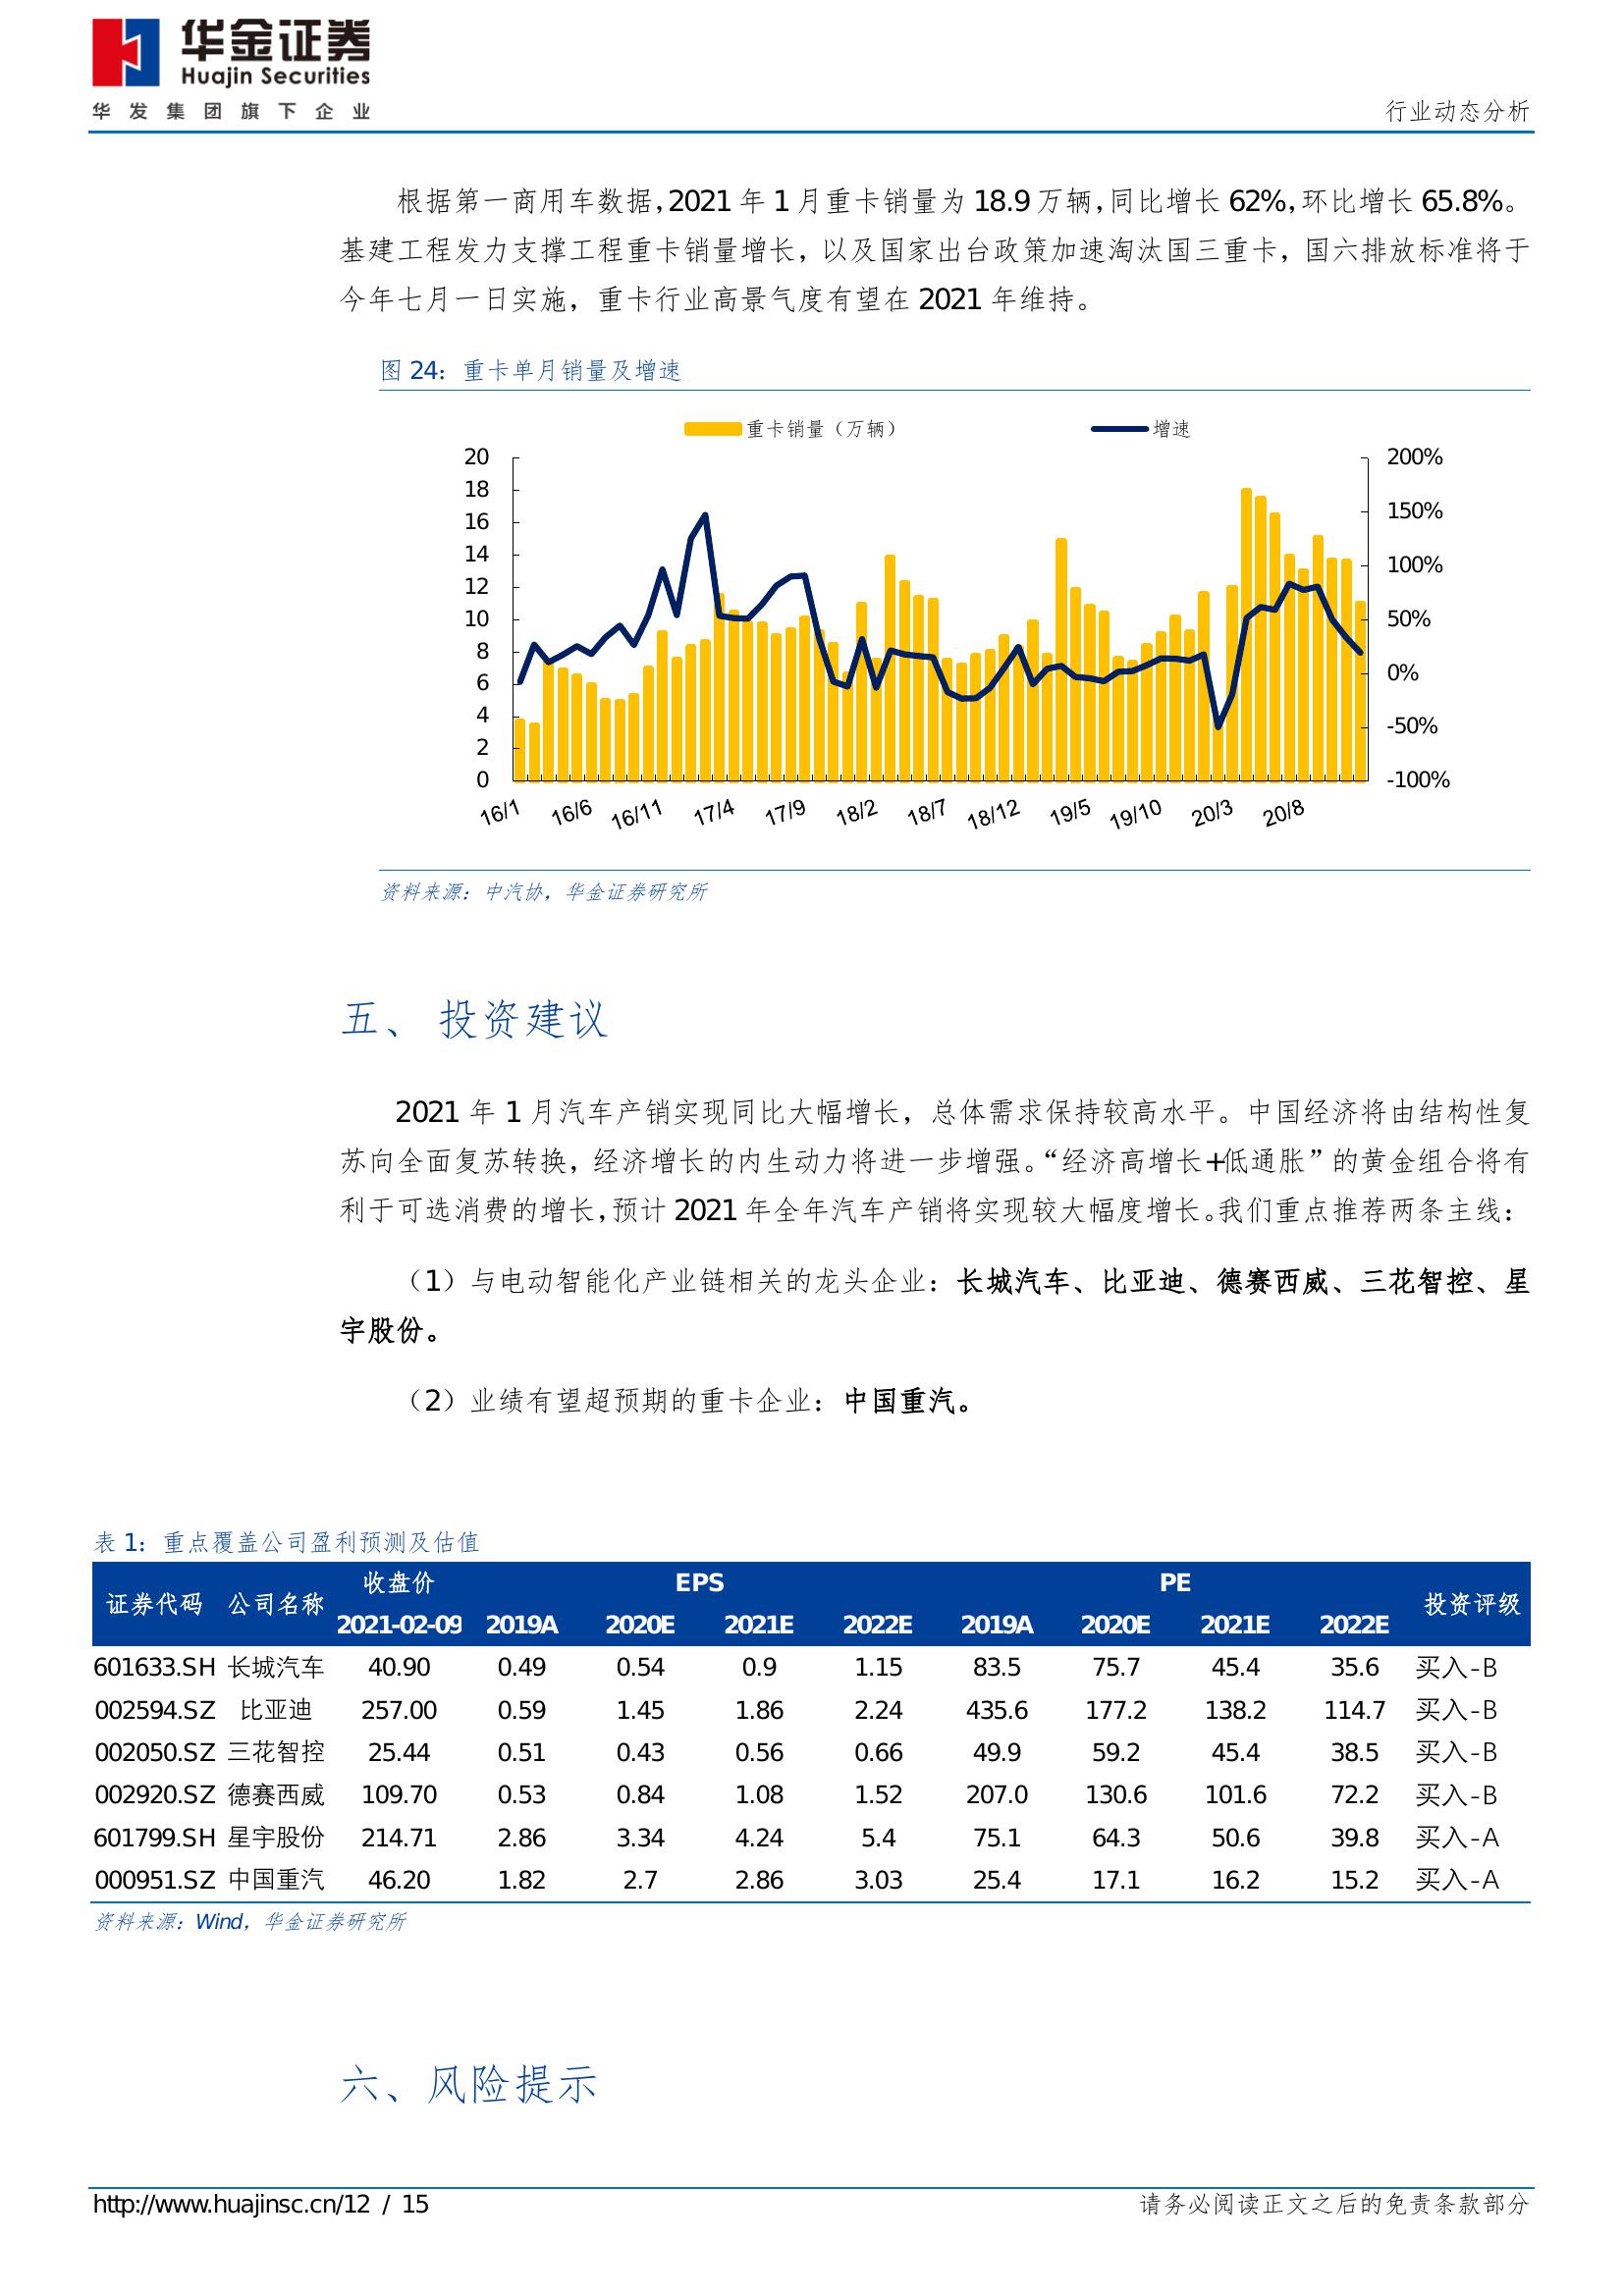 华金证券
Huajin Securities
华发集团旗下企业
行业动态分析
根据第一商用车数据，2021 年 1 月重卡销量为 18.9 万辆，同比增长 62%，环比增长 65.8%。
基建工程发力支撑工程重卡销量增长，以及国家出台政策加速淘汰国三重卡，国六排放标准将于
今年七月一日实施，重卡行业高景气度有望在 2021 年维持。
图 24：重卡单月销量及增速
重卡销量（万辆） 增速
20 200%
18
16 150%
14
12 100%
10 50%
8
6 0%
4 -50%
2
0 -100%
16/1 16/6 16/11 17/4 17/9 18/2 18/7 18/12 19/5 19/10 20/3 20/8
资料来源：中汽协，华金证券研究所
五、 投资建议
2021 年 1 月汽车产销实现同比大幅增长，总体需求保持较高水平。中国经济将由结构性复
苏向全面复苏转换，经济增长的内生动力将进一步增强。“经济高增长+低通胀”的黄金组合将有
利于可选消费的增长，预计 2021 年全年汽车产销将实现较大幅度增长。我们重点推荐两条主线：
（1）与电动智能化产业链相关的龙头企业：长城汽车、比亚迪、德赛西威、三花智控、星
宇股份。
（2）业绩有望超预期的重卡企业：中国重汽。
表 1：重点覆盖公司盈利预测及估值
证券代码 公司名称 收盘价 EPS PE 投资评级
2021-02-09 2019A 2020E 2021E 2022E 2019A 2020E 2021E 2022E
601633.SH 长城汽车 40.90 0.49 0.54 0.9 1.15 83.5 75.7 45.4 35.6 买入-B
002594.SZ 比亚迪 257.00 0.59 1.45 1.86 2.24 435.6 177.2 138.2 114.7 买入-B
002050.SZ 三花智控 25.44 0.51 0.43 0.56 0.66 49.9 59.2 45.4 38.5 买入-B
002920.SZ 德赛西威 109.70 0.53 0.84 1.08 1.52 207.0 130.6 101.6 72.2 买入-B
601799.SH 星宇股份 214.71 2.86 3.34 4.24 5.4 75.1 64.3 50.6 39.8 买入-A
000951.SZ 中国重汽 46.20 1.82 2.7 2.86 3.03 25.4 17.1 16.2 15.2 买入-A
资料来源：Wind，华金证券研究所
六、风险提示
http://www.huajinsc.cn/12 / 15
请务必阅读正文之后的免责条款部分